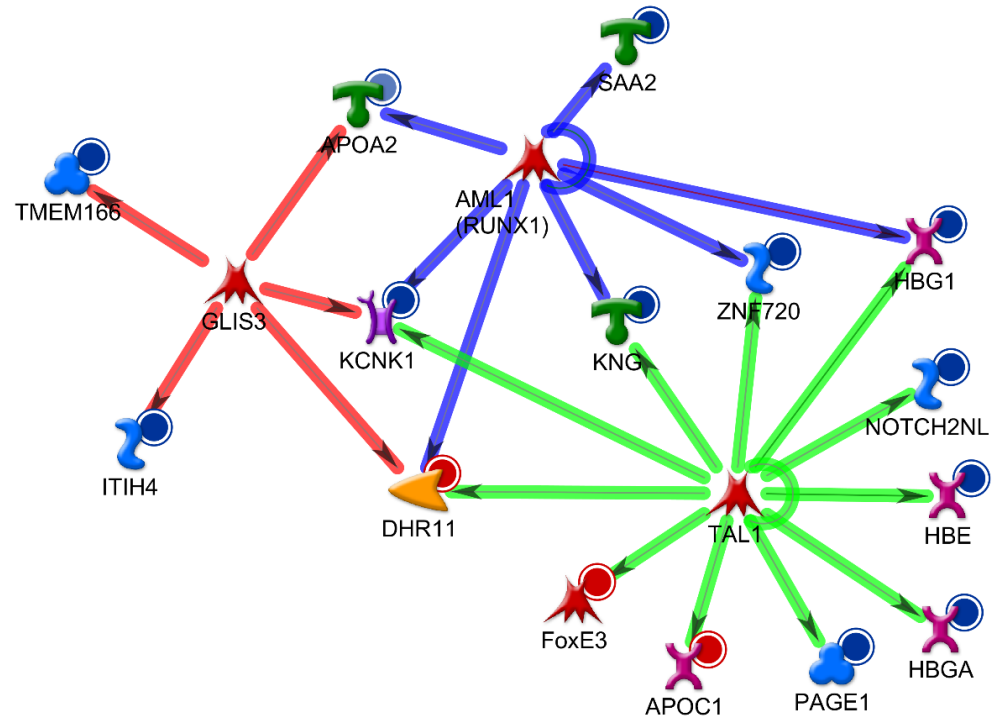 SAA2
APOA2
TMEM166
AML1
(RUNX1)
HBG1
GLIS3
ZNF720
KCNK1
KNG
NOTCH2NL
ITIH4
DHR11
TAL1
HBE
FoxE3
HBGA
APOC1
PAGE1